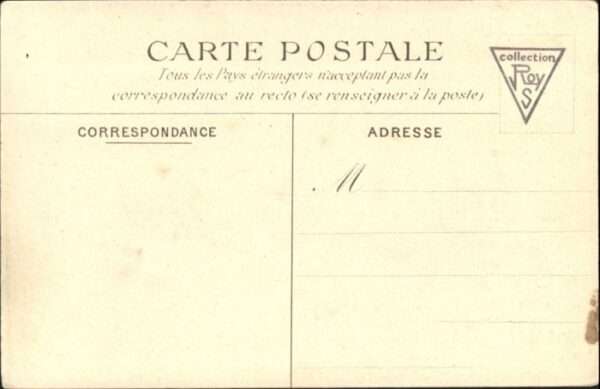 CARTE POSTALE
Tous les Pays étrangers n'acceptant pas la
correspondance au recto (se renseigner à la poste)
collection
Roy
S
CORRESPONDANCE
ADRESSE
M